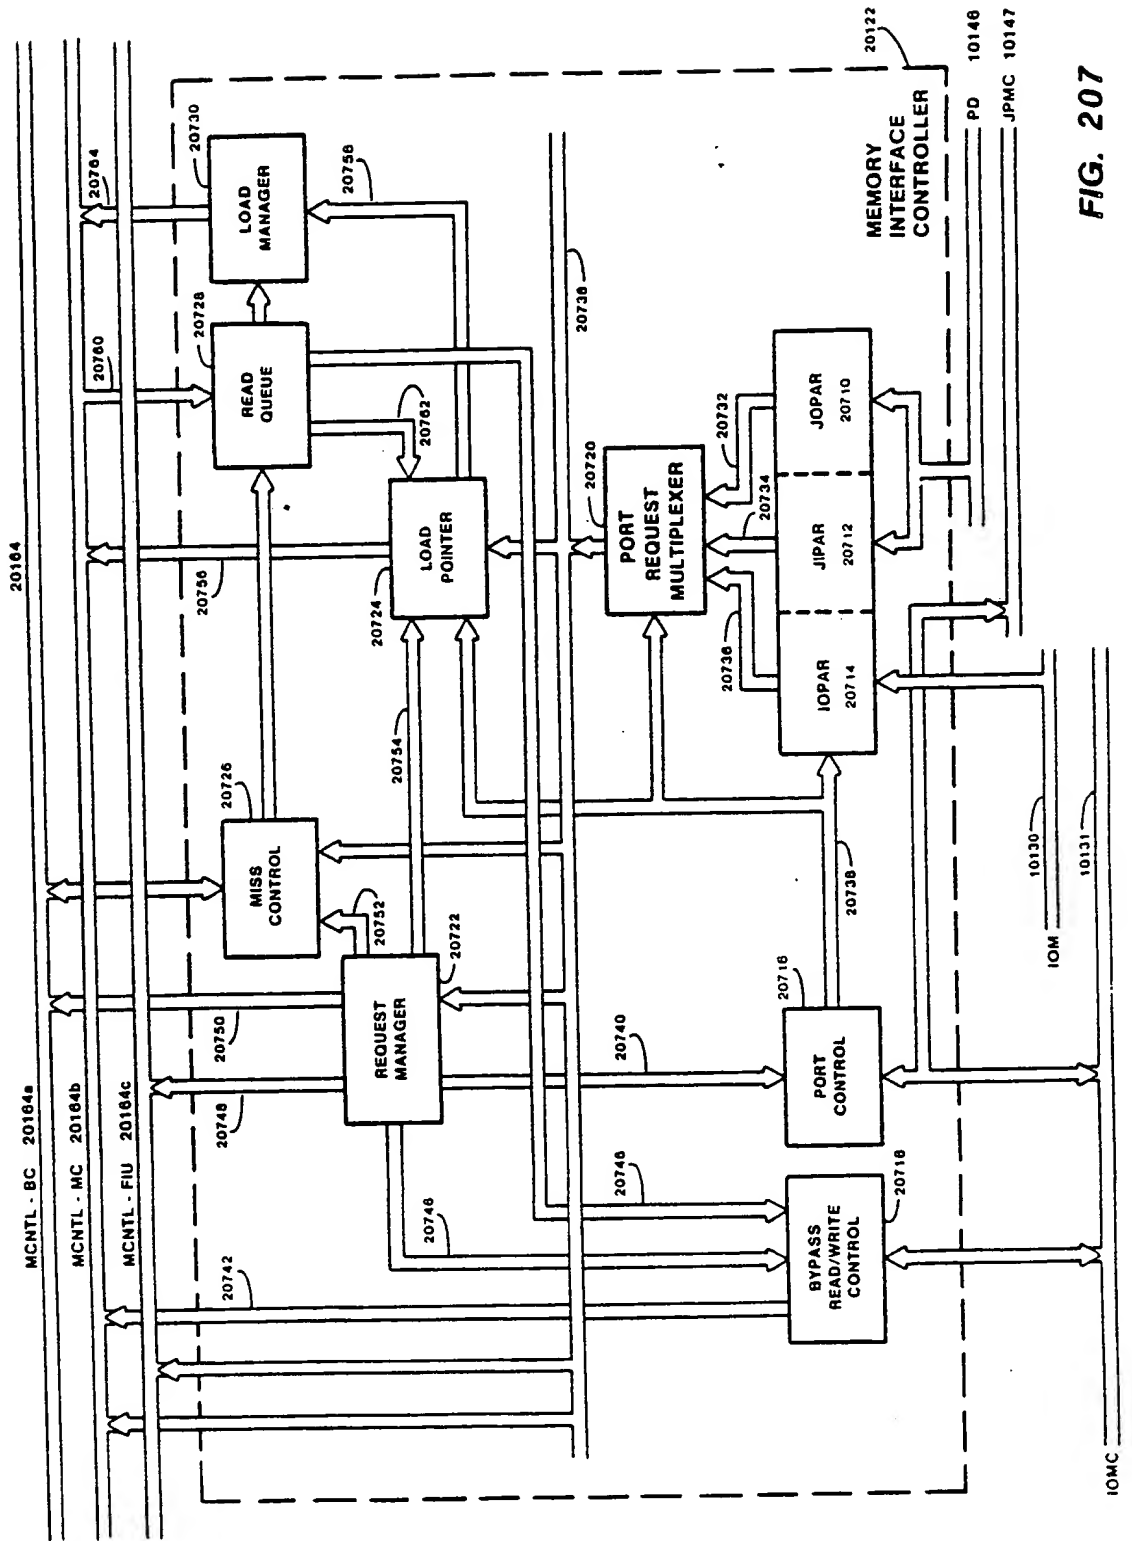 20164
MCNTL - BC 20164a
MCNTL - MC 20164b
MCNTL - FIU 20164c
20742
20748
20750
20756
20760
20764
20122
MISS
CONTROL
20726
READ
QUEUE
20728
LOAD
MANAGER
20730
REQUEST
MANAGER
20722
20752
20754
LOAD
POINTER
20724
20762
20758
20746
20746
20740
20738
PORT
REQUEST
MULTIPLEXER
20720
20736
20734
20732
20738
BYPASS
READ/WRITE
CONTROL
20718
PORT
CONTROL
20716
IOPAR
20714
JIPAR
20712
JOPAR
20710
MEMORY
INTERFACE
CONTROLLER
PD 10146
JPMC 10147
IOM
10130
10131
IOMC
FIG. 207